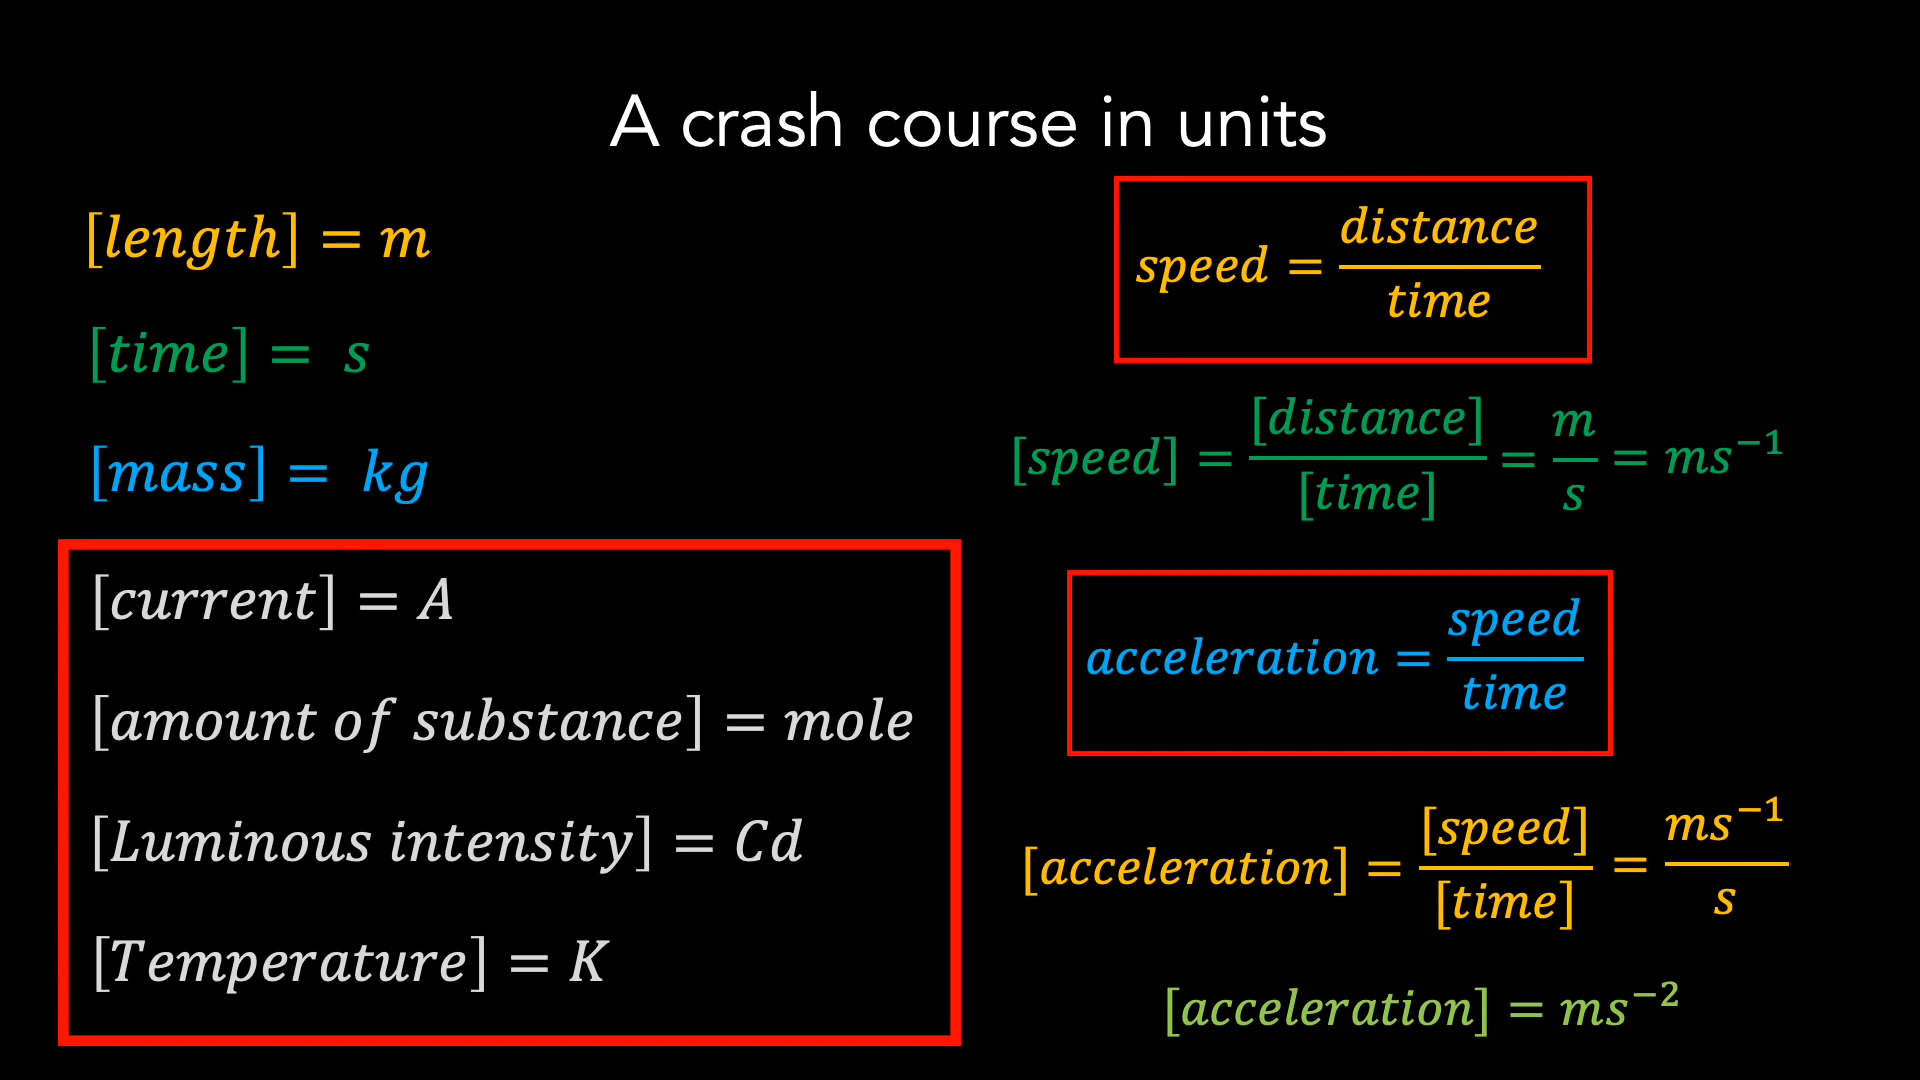 A crash course in units
[length] = m
[time] = s
[mass] = kg
[current] = A
[amount of substance] = mole
[Luminous intensity] = Cd
[Temperature] = K
speed = distance / time
[speed] = [distance] / [time] = m / s = ms⁻¹
acceleration = speed / time
[acceleration] = [speed] / [time] = ms⁻¹ / s
[acceleration] = ms⁻²